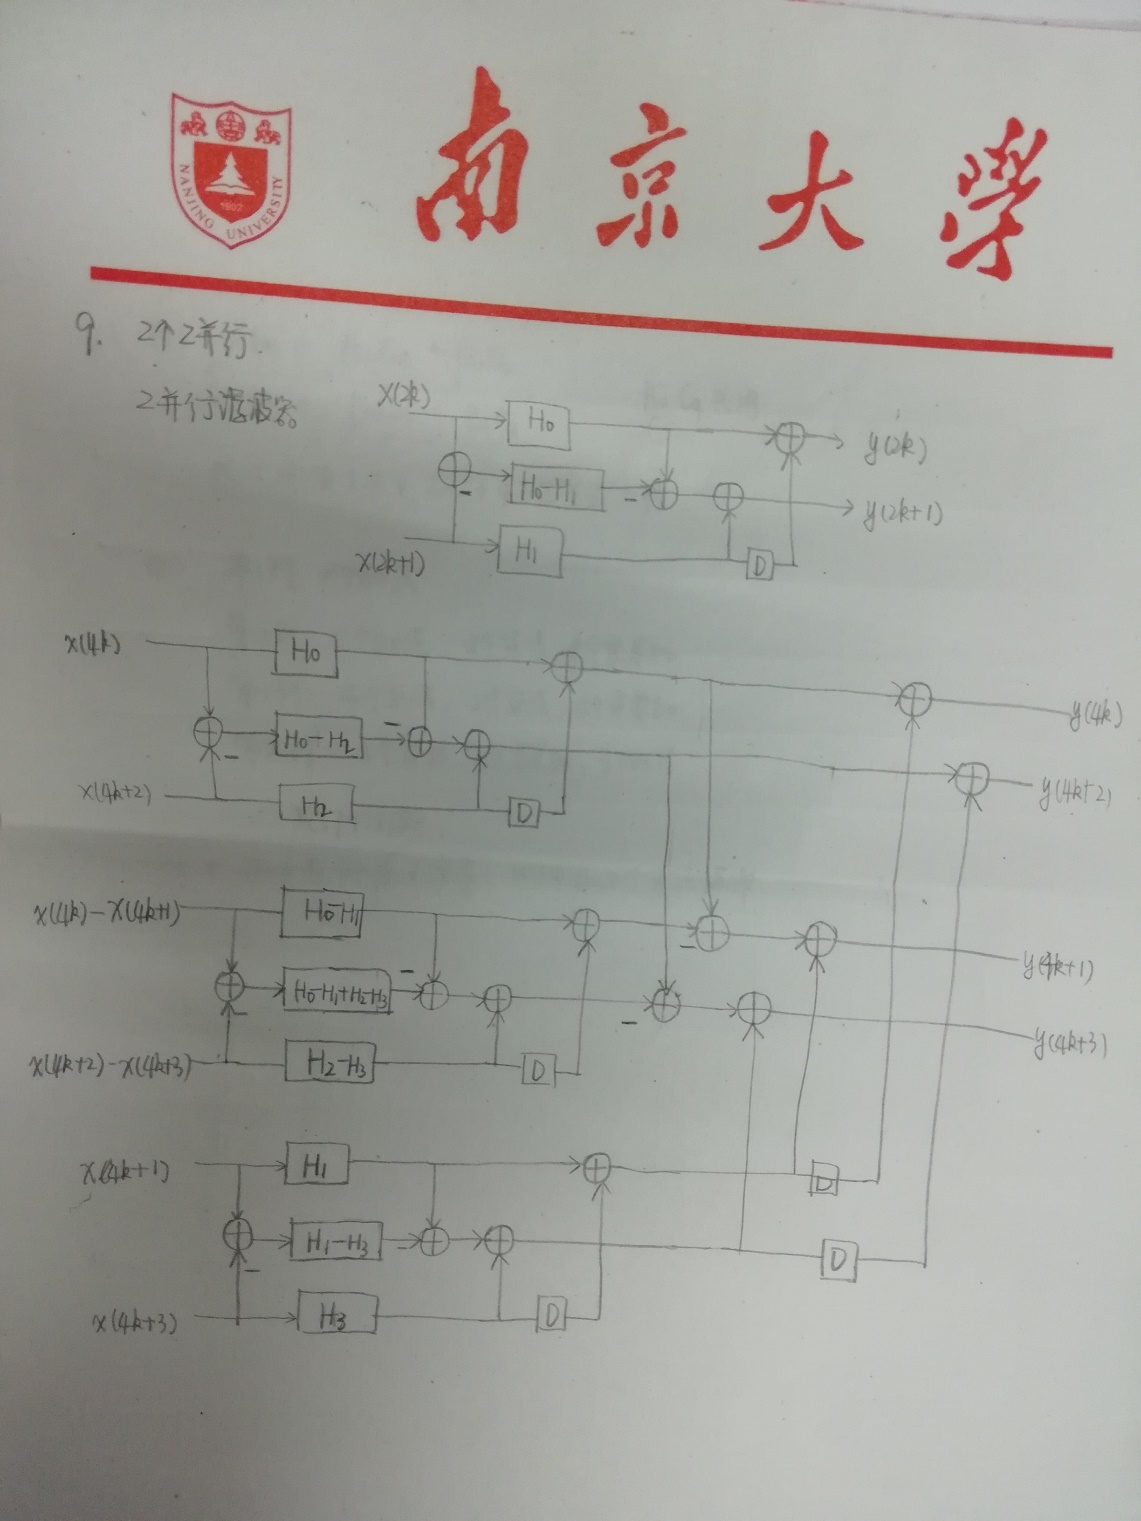 南京大学
NANJING UNIVERSITY
1902
9. 2个2并行.
2并行滤波器
x(2k) H0 y(2k)
- H0-H1 - y(2k+1)
x(2k+1) H1 D
x(4k) H0 y(4k)
- H0-H2 - y(4k+2)
x(4k+2) H2 D
x(4k)-x(4k+1) H0-H1 - y(4k+1)
- H0-H1+H2-H3 - - y(4k+3)
x(4k+2)-x(4k+3) H2-H3 D
x(4k+1) H1 D
- H1-H3 - D
x(4k+3) H3 D